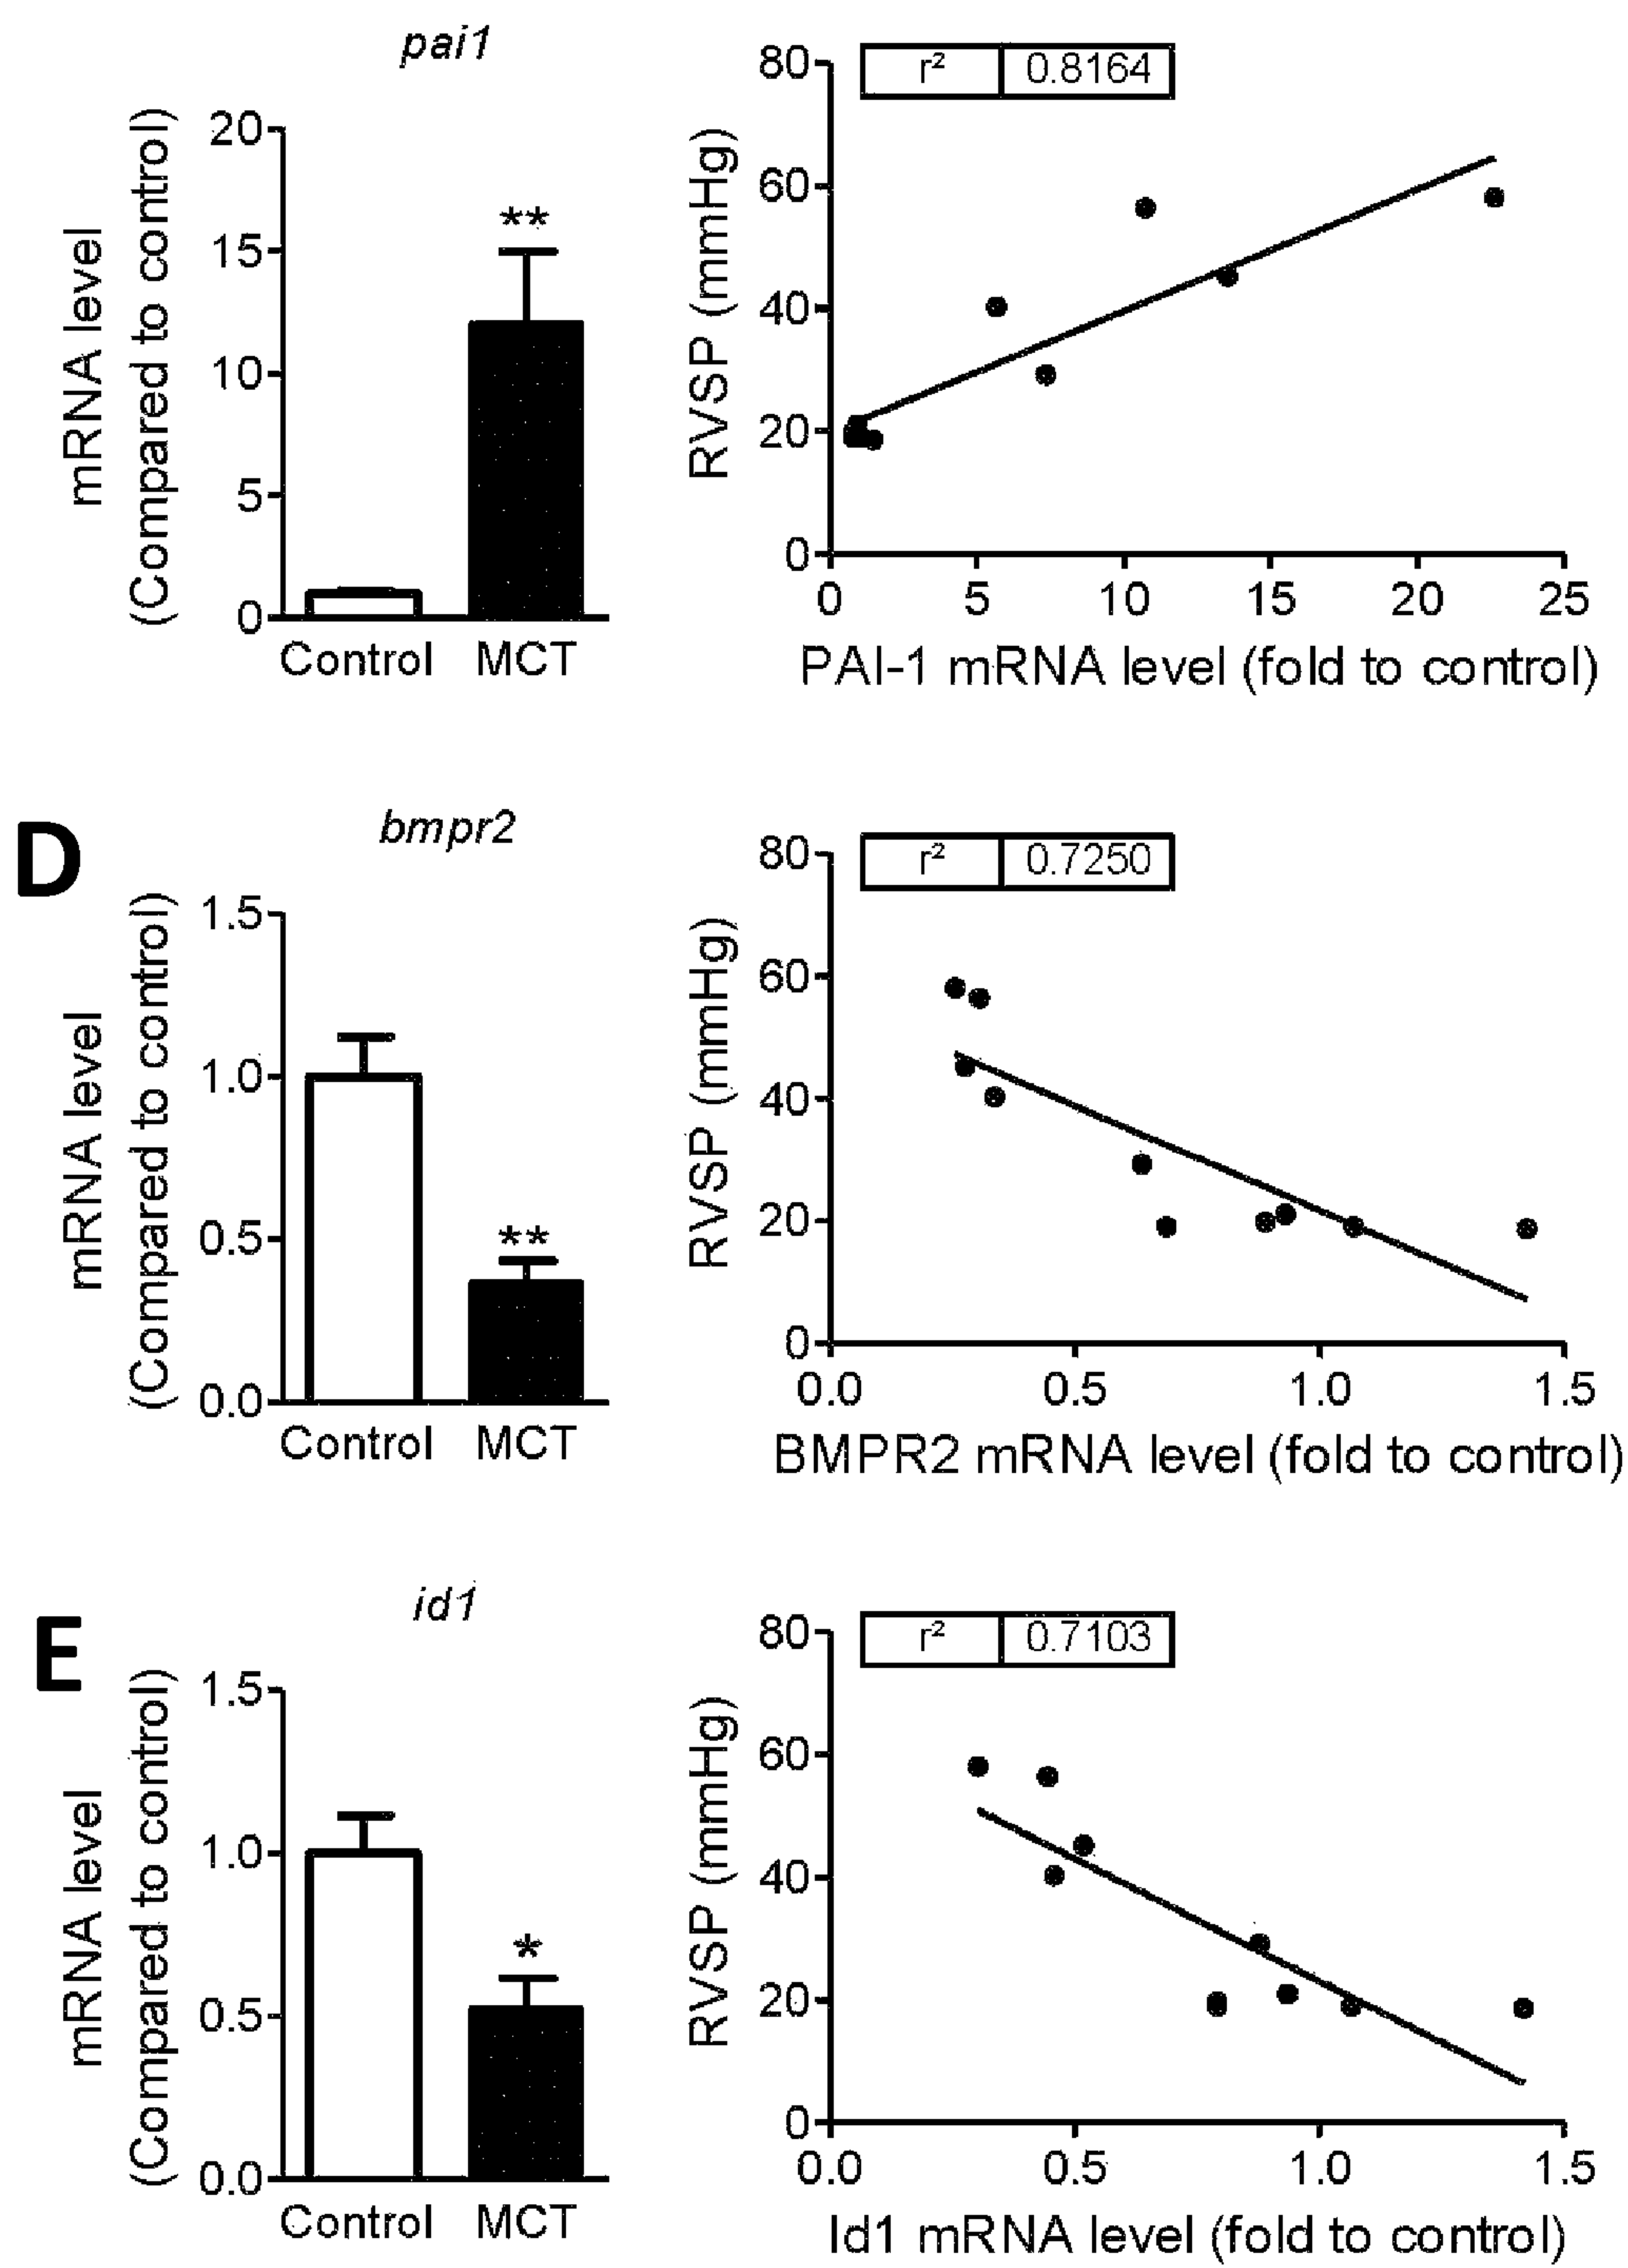 pai1
mRNA level
(Compared to control)
20
15
10
5
0
**
Control MCT
r² 0.8164
RVSP (mmHg)
80
60
40
20
0
0 5 10 15 20 25
PAI-1 mRNA level (fold to control)
D
bmpr2
mRNA level
(Compared to control)
1.5
1.0
0.5
0.0
**
Control MCT
r² 0.7250
RVSP (mmHg)
80
60
40
20
0
0.0 0.5 1.0 1.5
BMPR2 mRNA level (fold to control)
E
id1
mRNA level
(Compared to control)
1.5
1.0
0.5
0.0
*
Control MCT
r² 0.7103
RVSP (mmHg)
80
60
40
20
0
0.0 0.5 1.0 1.5
Id1 mRNA level (fold to control)